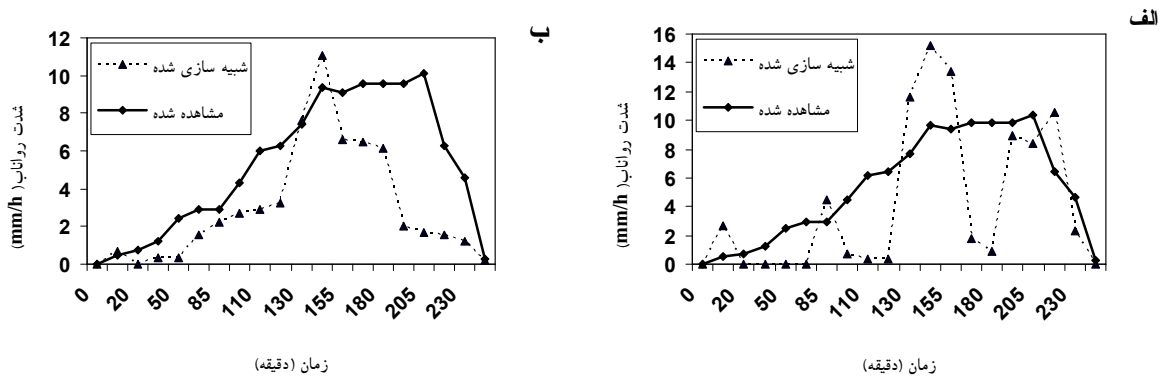 الف
16
14
12
10
8
6
4
2
0
شدت رواناب (mm/h)
شبیه سازی شده
مشاهده شده
0 20 50 85 110 130 155 180 205 230
زمان (دقیقه)
ب
12
10
8
6
4
2
0
شدت رواناب (mm/h)
شبیه سازی شده
مشاهده شده
0 20 50 85 110 130 155 180 205 230
زمان (دقیقه)